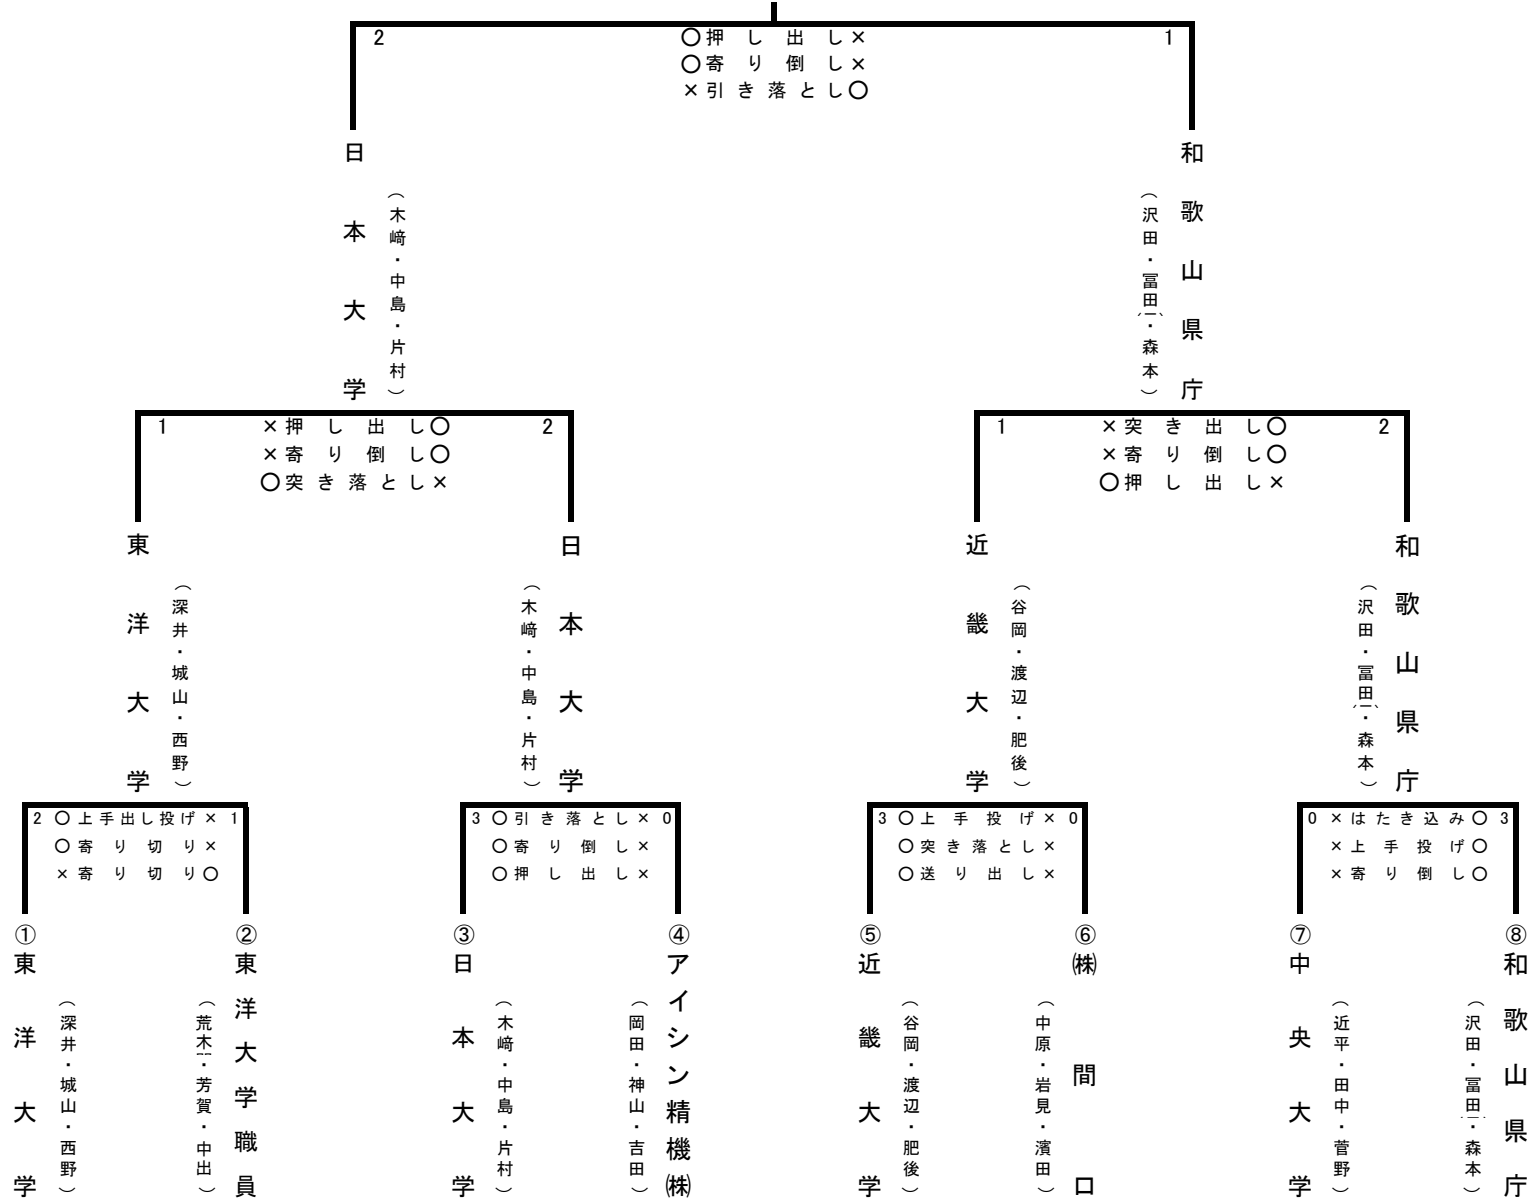 2 ○押し出し× 1
○寄り倒し×
×引き落とし○
日本大学
（木﨑・中島・片村）
和歌山県庁
（沢田・冨田・森本）
1 ×押し出し○ 2
×寄り倒し○
○突き落とし×
1 ×突き出し○ 2
×寄り倒し○
○押し出し×
東洋大学
（深井・城山・西野）
日本大学
（木﨑・中島・片村）
近畿大学
（谷岡・渡辺・肥後）
和歌山県庁
（沢田・冨田・森本）
2 ○上手出し投げ× 1
○寄り切り×
×寄り切り○
3 ○引き落とし× 0
○寄り倒し×
○押し出し×
3 ○上手投げ× 0
○突き落とし×
○送り出し×
0 ×はたき込み○ 3
×上手投げ○
×寄り倒し○
①東洋大学
（深井・城山・西野）
②東洋大学職員
（荒木・芳賀・中出）
③日本大学
（木﨑・中島・片村）
④アイシン精機㈱
（岡田・神山・吉田）
⑤近畿大学
（谷岡・渡辺・肥後）
⑥㈱間口
（中原・岩見・濱田）
⑦中央大学
（近平・田中・菅野）
⑧和歌山県庁
（沢田・冨田・森本）